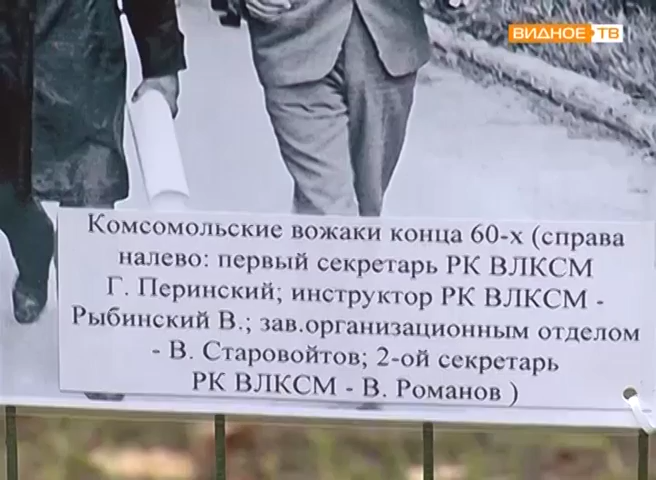 ВИДНОЕ ТВ
Комсомольские вожаки конца 60-х (справа
налево: первый секретарь РК ВЛКСМ
Г. Перинский; инструктор РК ВЛКСМ -
Рыбинский В.; зав.организационным отделом
- В. Старовойтов; 2-ой секретарь
РК ВЛКСМ - В. Романов )